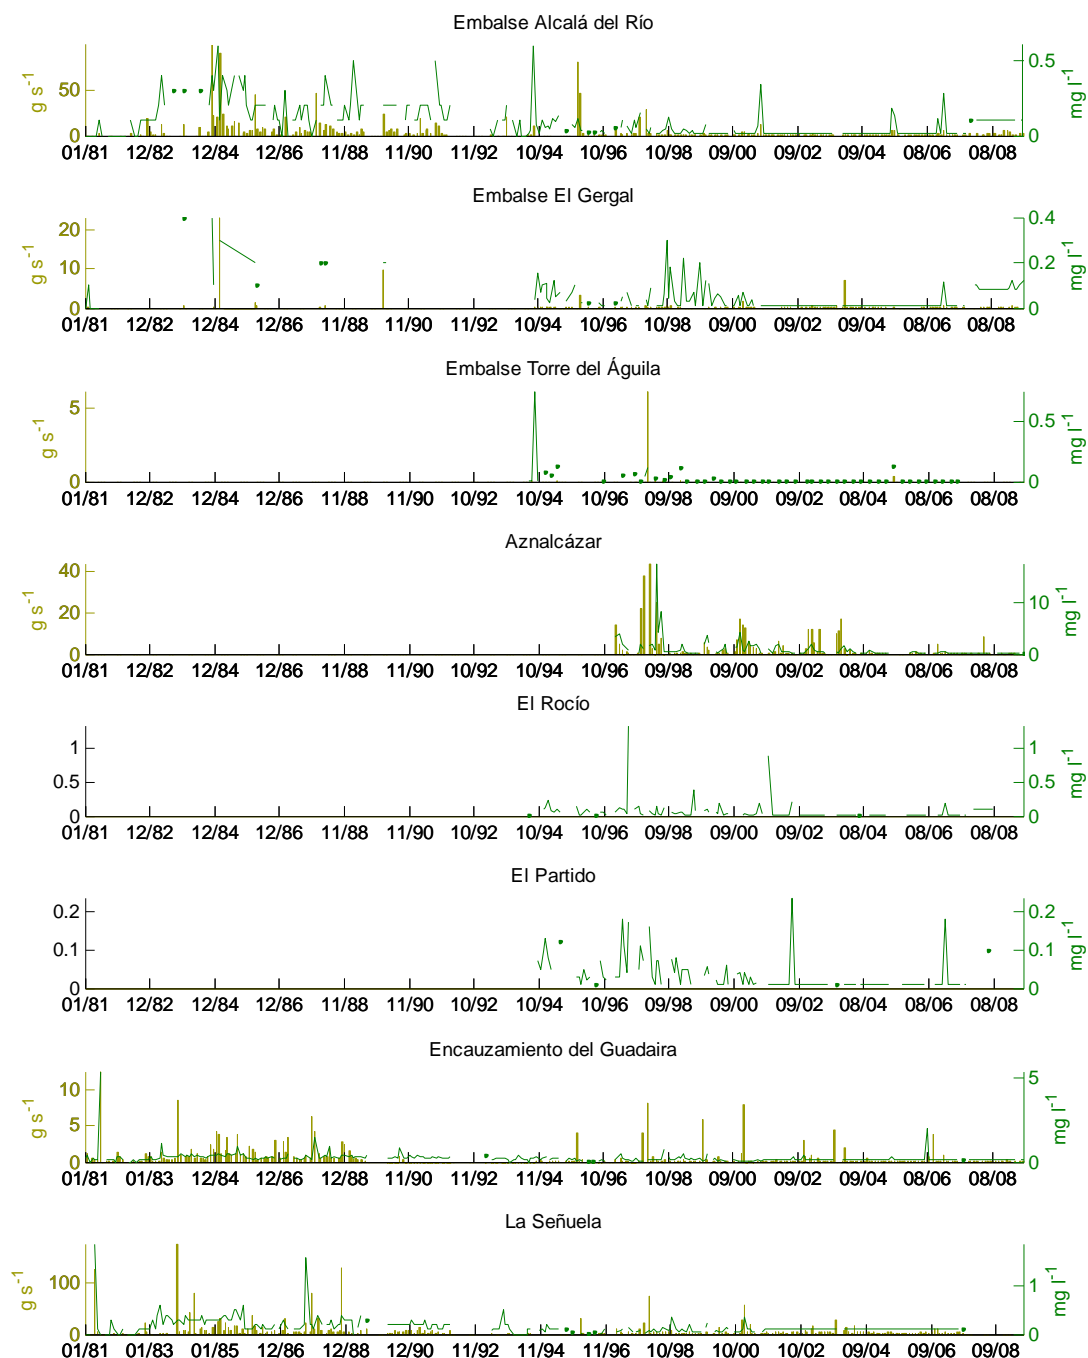 Embalse Alcalá del Río
50
0
g s-1
0.5
0
mg l-1
01/81 12/82 12/84 12/86 11/88 11/90 11/92 10/94 10/96 10/98 09/00 09/02 09/04 08/06 08/08
Embalse El Gergal
20
10
0
g s-1
0.4
0.2
0
mg l-1
01/81 12/82 12/84 12/86 11/88 11/90 11/92 10/94 10/96 10/98 09/00 09/02 09/04 08/06 08/08
Embalse Torre del Águila
5
0
g s-1
0.5
0
mg l-1
01/81 12/82 12/84 12/86 11/88 11/90 10/92 10/94 10/96 09/98 09/00 09/02 08/04 08/06 08/08
Aznalcázar
40
20
0
g s-1
10
0
mg l-1
01/81 12/82 12/84 12/86 11/88 11/90 11/92 10/94 10/96 10/98 09/00 09/02 09/04 08/06 08/08
El Rocío
1
0.5
0
1
0.5
0
mg l-1
01/81 12/82 12/84 12/86 11/88 11/90 10/92 10/94 10/96 09/98 09/00 09/02 08/04 08/06 08/08
El Partido
0.2
0.1
0
0.2
0.1
0
mg l-1
01/81 12/82 12/84 12/86 11/88 11/90 11/92 10/94 10/96 10/98 09/00 09/02 09/04 08/06 08/08
Encauzamiento del Guadaira
10
5
0
g s-1
5
0
mg l-1
01/81 01/83 12/84 12/86 12/88 12/90 11/92 11/94 11/96 10/98 10/00 10/02 09/04 09/06 08/08
La Señuela
100
0
g s-1
1
0
mg l-1
01/81 01/83 01/85 12/86 12/88 12/90 12/92 11/94 11/96 10/98 10/00 10/02 09/04 09/06 09/08